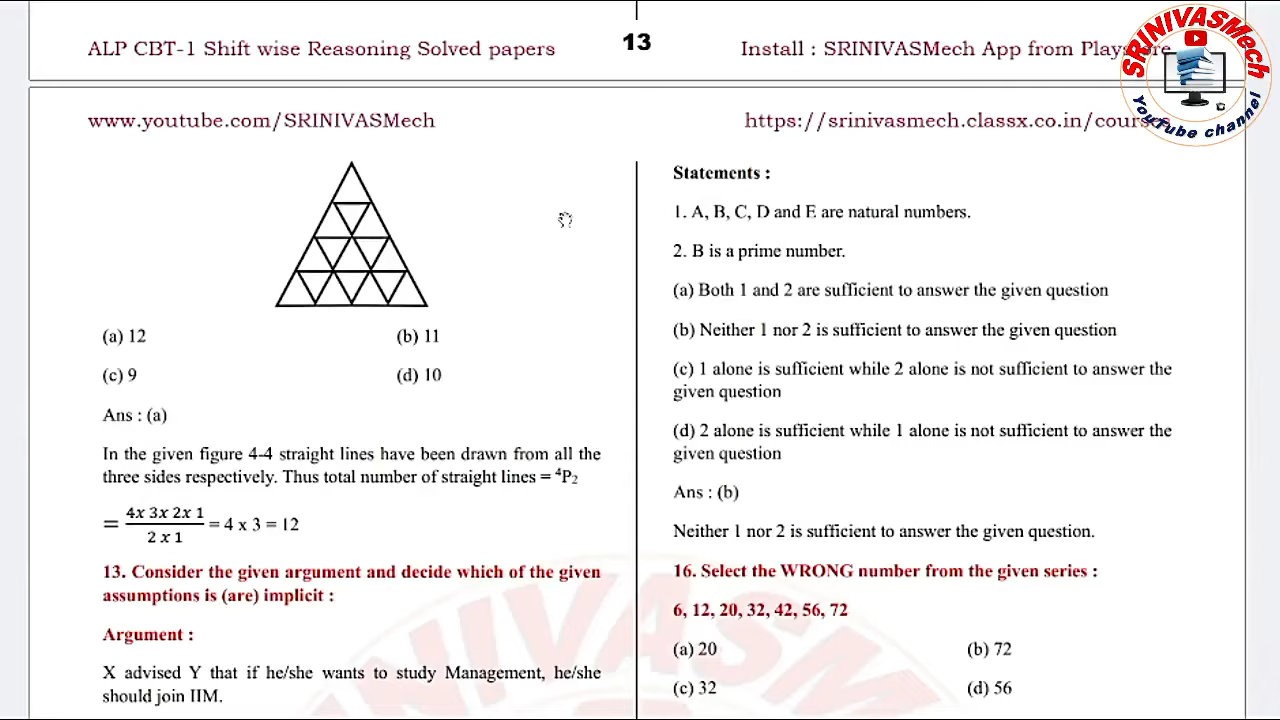 ALP CBT-1 Shift wise Reasoning Solved papers
13
Install : SRINIVASMech App from
SRINIVASMech
YouTube channel
www.youtube.com/SRINIVASMech
(a) 12
(b) 11
(c) 9
(d) 10
Ans : (a)
In the given figure 4-4 straight lines have been drawn from all the
three sides respectively. Thus total number of straight lines = ⁴P₂
= 4x 3x 2x 1 / 2 x 1 = 4 x 3 = 12
13. Consider the given argument and decide which of the given
assumptions is (are) implicit :
Argument :
X advised Y that if he/she wants to study Management, he/she
should join IIM.
https://srinivasmech.classx.co.in/
Statements :
1. A, B, C, D and E are natural numbers.
2. B is a prime number.
(a) Both 1 and 2 are sufficient to answer the given question
(b) Neither 1 nor 2 is sufficient to answer the given question
(c) 1 alone is sufficient while 2 alone is not sufficient to answer the
given question
(d) 2 alone is sufficient while 1 alone is not sufficient to answer the
given question
Ans : (b)
Neither 1 nor 2 is sufficient to answer the given question.
16. Select the WRONG number from the given series :
6, 12, 20, 32, 42, 56, 72
(a) 20
(b) 72
(c) 32
(d) 56